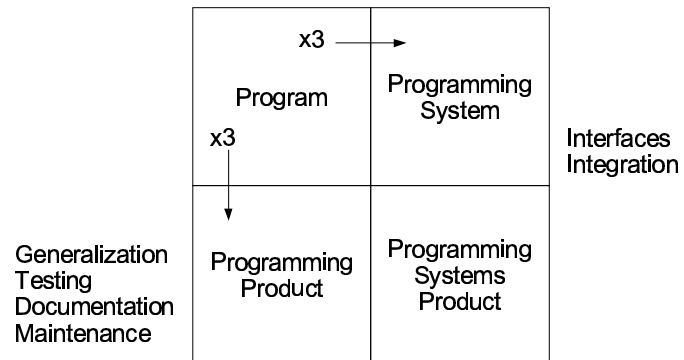 x3
Program
Programming
System
x3
Interfaces
Integration
Generalization
Testing
Documentation
Maintenance
Programming
Product
Programming
Systems
Product